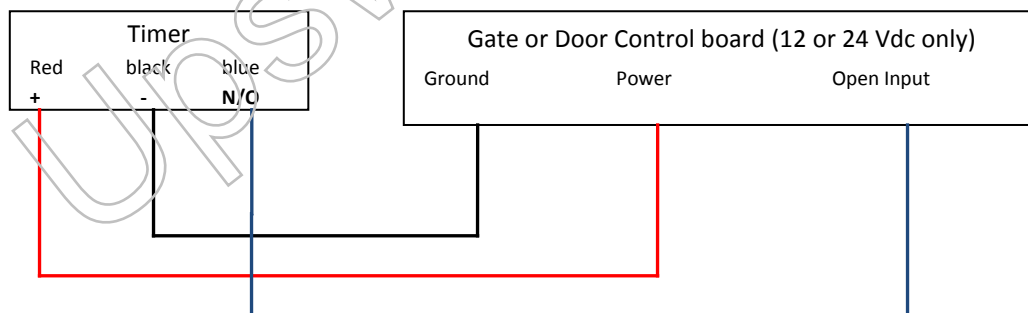 Timer
Red black blue
+ - N/O
Gate or Door Control board (12 or 24 Vdc only)
Ground Power Open Input